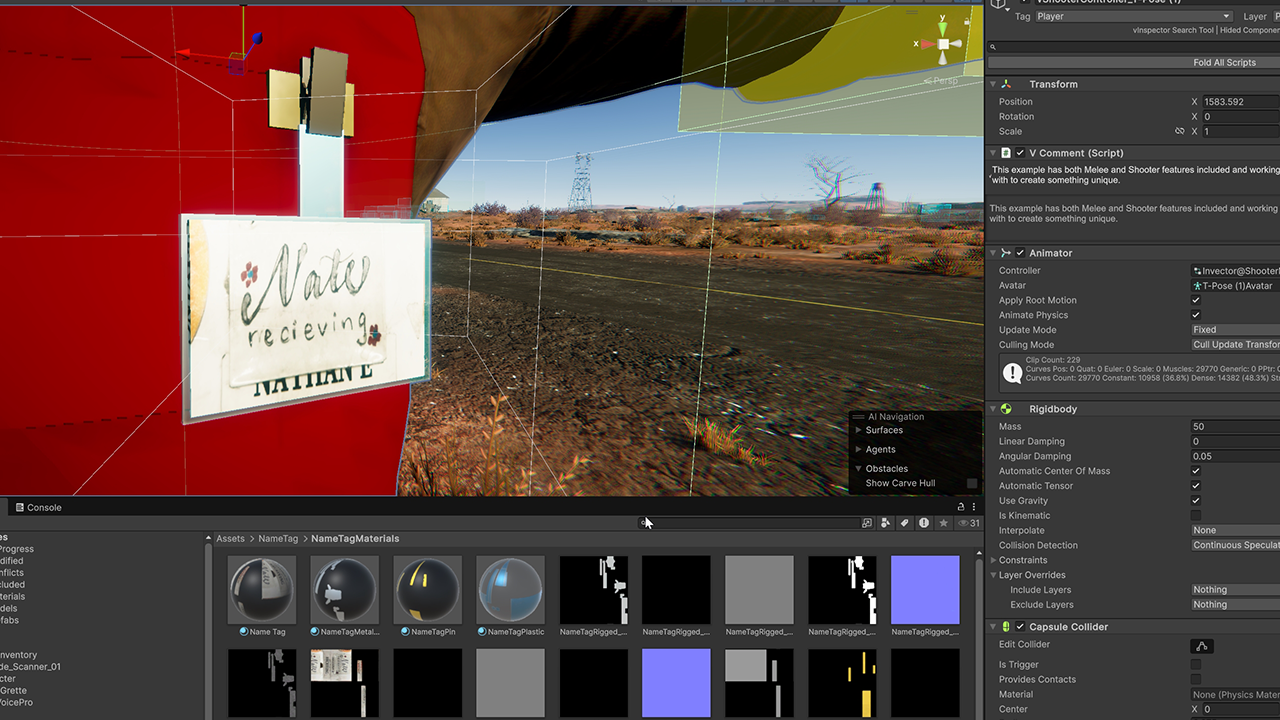 Tag Player Layer
vInspector Search Tool | Hidden Componen
Fold All Scripts
y
x
Persp
Transform
Position X 1583.592
Rotation X 0
Scale X 1
V Comment (Script)
This example has both Melee and Shooter features included and working
with to create something unique.
This example has both Melee and Shooter features included and working
with to create something unique.
Animator
Controller Invector@Shooter
Avatar T-Pose (1)Avatar
Apply Root Motion
Animate Physics
Update Mode Fixed
Culling Mode Cull Update Transfor
Clip Count: 229
Curves Pos: 0 Quat: 0 Euler: 0 Scale: 0 Muscles: 29770 Generic: 0 PPtr:
Curves Count: 29770 Constant: 10958 (36.8%) Dense: 14382 (48.3%) St
Rigidbody
Mass 50
Linear Damping 0
Angular Damping 0.05
Automatic Center Of Mass
Automatic Tensor
Use Gravity
Is Kinematic
Interpolate None
Collision Detection Continuous Speculat
Constraints
Layer Overrides
Include Layers Nothing
Exclude Layers Nothing
Capsule Collider
Edit Collider
Is Trigger
Provides Contacts
Material None (Physics Mater
Center X 0
Nate
recieving
NATHAN E
AI Navigation
Surfaces
Agents
Obstacles
Show Carve Hull
Console
31
es
Progress
dified
nflicts
cluded
terials
dels
fabs
nventory
de_Scanner_01
cter
Grette
VoicePro
Assets > NameTag > NameTagMaterials
Name Tag NameTagMetal... NameTagPin NameTagPlastic NameTagRigged_... NameTagRigged_... NameTagRigged_... NameTagRigged_... NameTagRigged_...